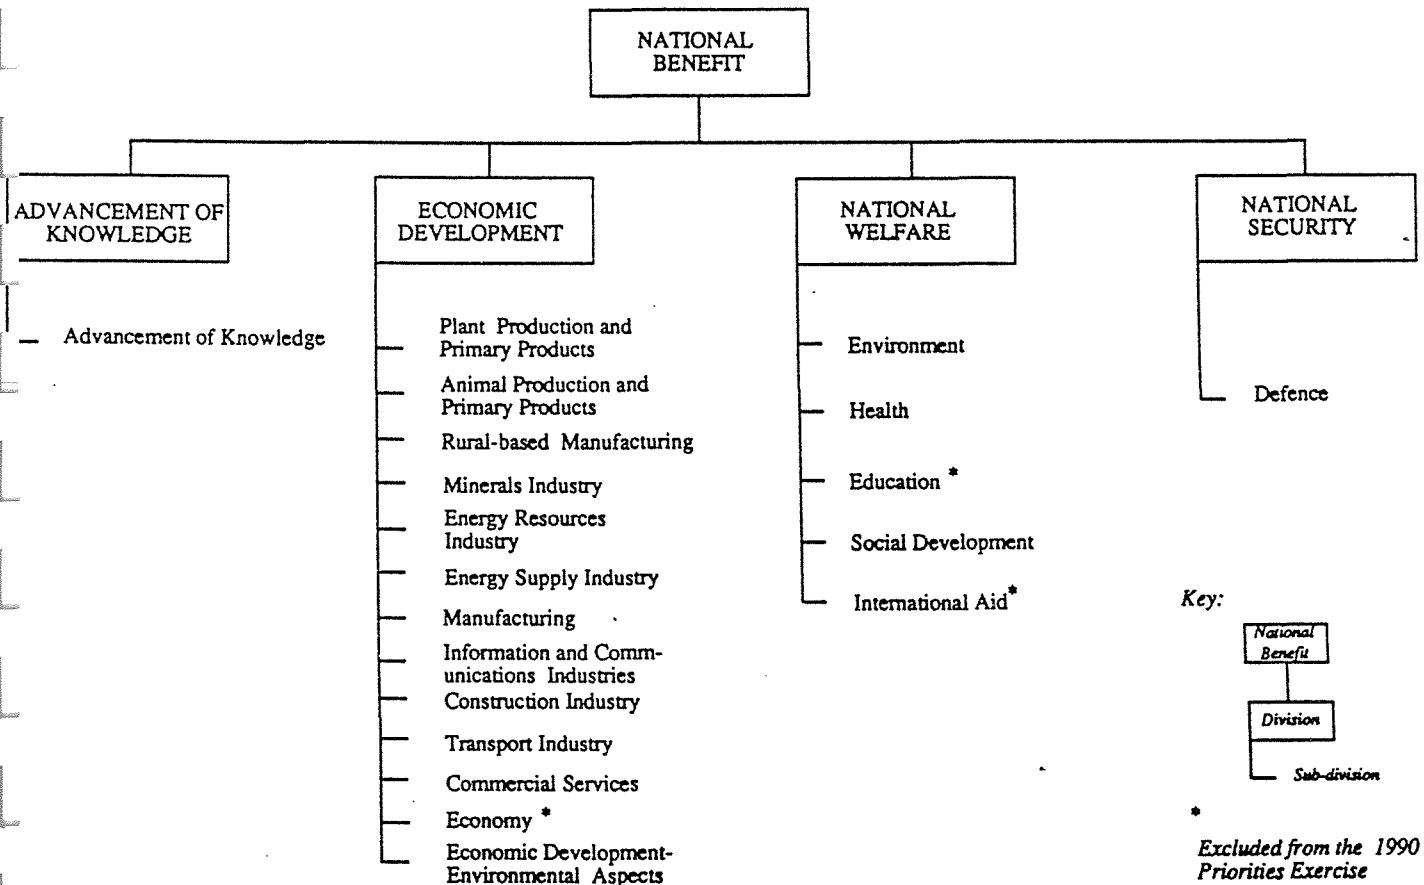 NATIONAL
BENEFIT
ADVANCEMENT OF
KNOWLEDGE
Advancement of Knowledge
ECONOMIC
DEVELOPMENT
Plant Production and
Primary Products
Animal Production and
Primary Products
Rural-based Manufacturing
Minerals Industry
Energy Resources
Industry
Energy Supply Industry
Manufacturing
Information and Comm-
unications Industries
Construction Industry
Transport Industry
Commercial Services
Economy *
Economic Development-
Environmental Aspects
NATIONAL
WELFARE
Environment
Health
Education *
Social Development
International Aid*
NATIONAL
SECURITY
Defence
Key:
National
Benefit
Division
Sub-division
*
Excluded from the 1990
Priorities Exercise